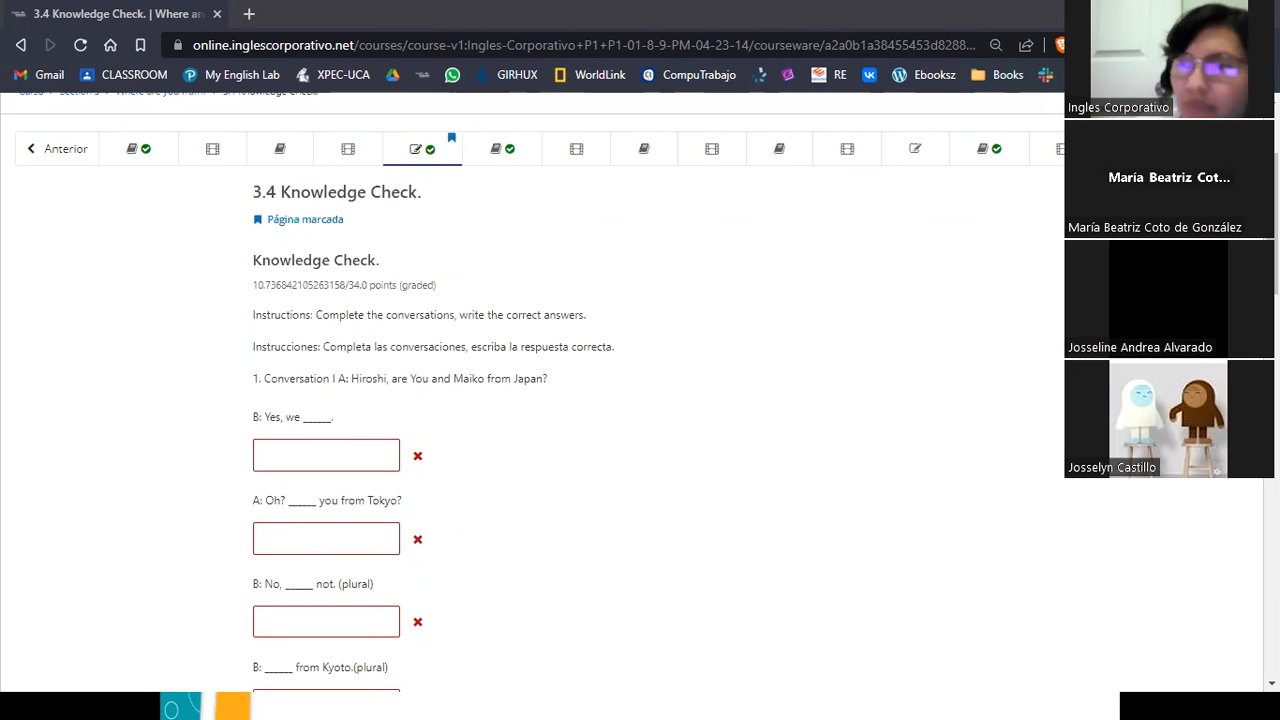 3.4 Knowledge Check. | Where ar
online.inglescorporativo.net/courses/course-v1:Ingles-Corporativo+P1+P1-01-8-9-PM-04-23-14/courseware/a2a0b1a38455453d8288...
Gmail CLASSROOM My English Lab XPEC-UCA GIRHUX WorldLink CompuTrabajo RE Ebooksz Books
Anterior
3.4 Knowledge Check.
Página marcada
Knowledge Check.
10.736842105263158/34.0 points (graded)
Instructions: Complete the conversations, write the correct answers.
Instrucciones: Completa las conversaciones, escriba la respuesta correcta.
1. Conversation I A: Hiroshi, are You and Maiko from Japan?
B: Yes, we ______.
A: Oh? ______ you from Tokyo?
B: No, ______ not. (plural)
B: ______ from Kyoto.(plural)
Ingles Corporativo
María Beatriz Cot...
María Beatriz Coto de González
Josseline Andrea Alvarado
Josselyn Castillo